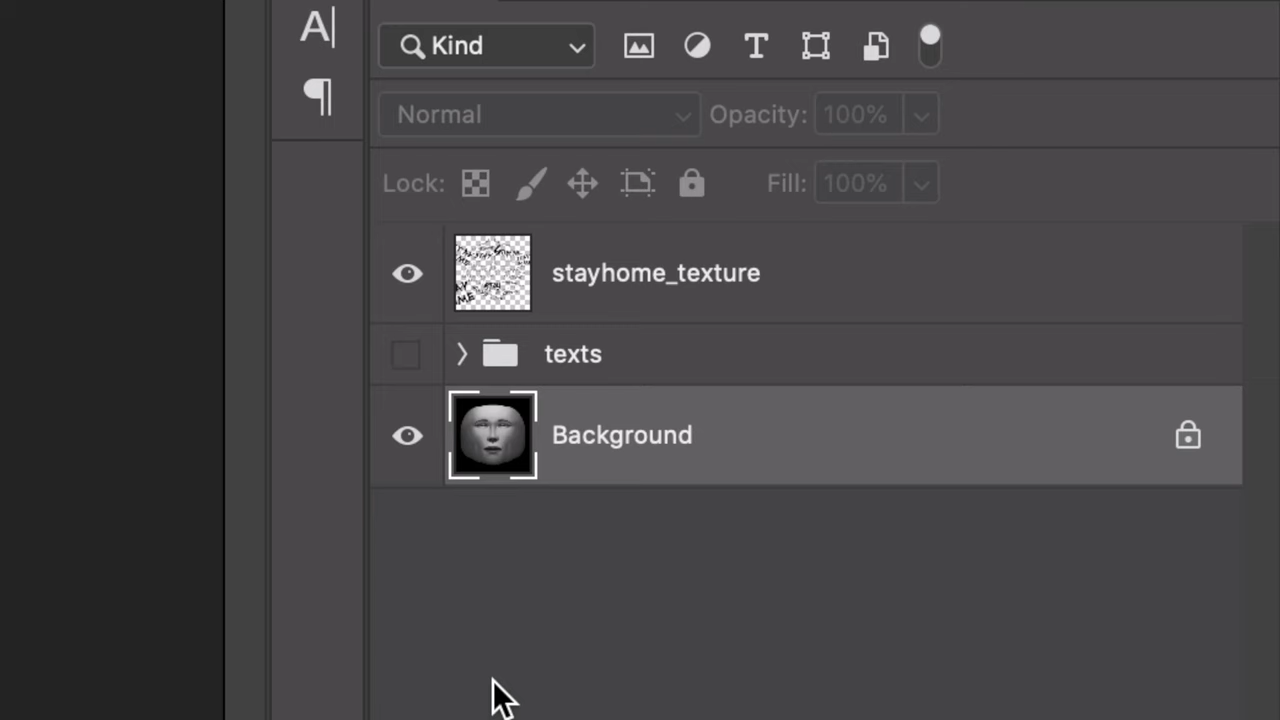 A|
¶
Kind
T
Normal Opacity: 100%
Lock: Fill: 100%
stayhome_texture
texts
Background